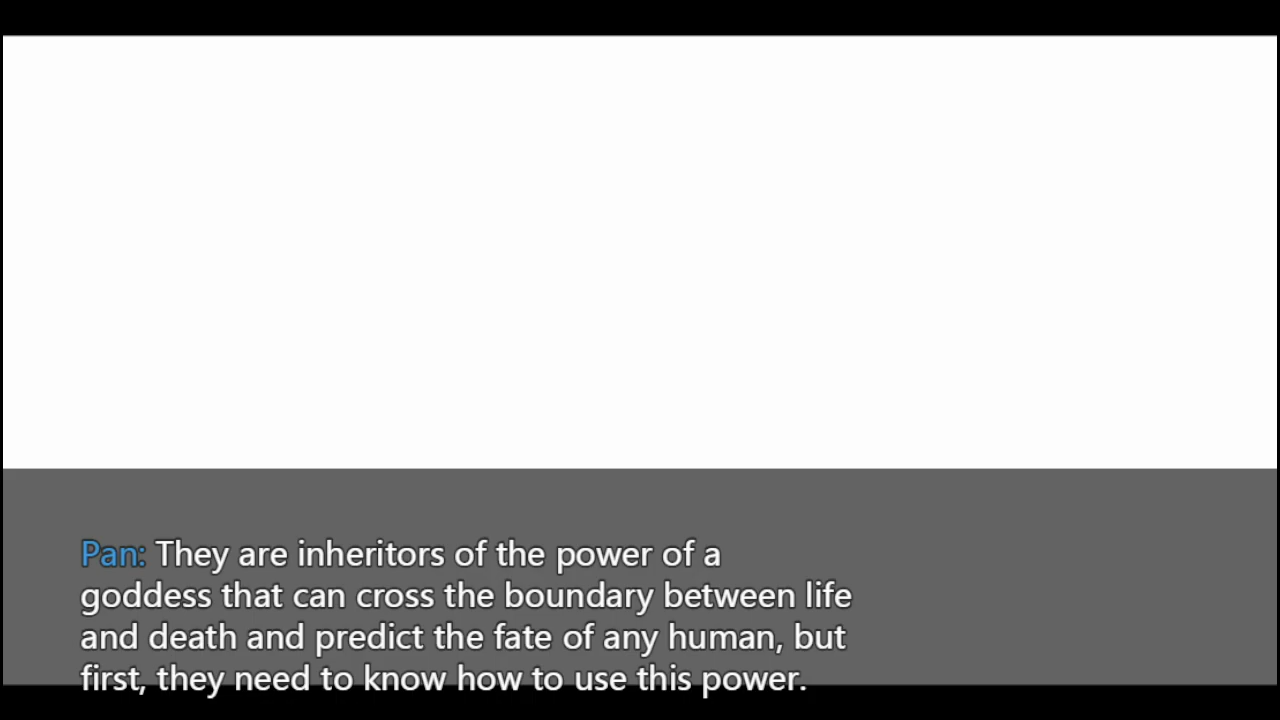 Pan: They are inheritors of the power of a
goddess that can cross the boundary between life
and death and predict the fate of any human, but
first, they need to know how to use this power.